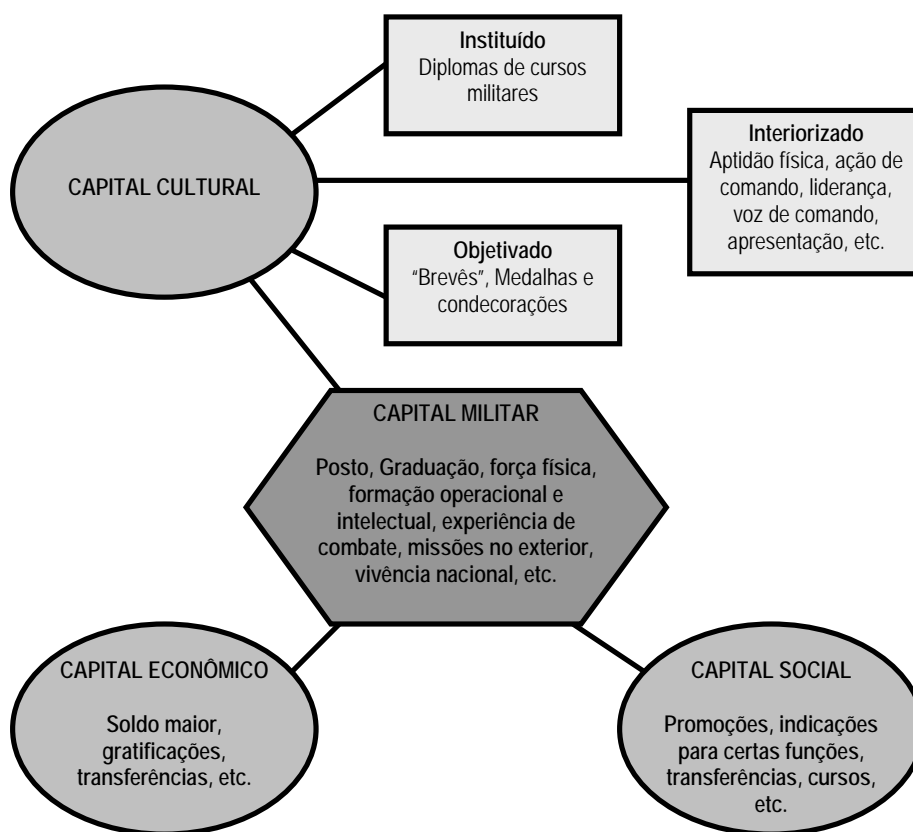 Instituído
Diplomas de cursos
militares
CAPITAL CULTURAL
Interiorizado
Aptidão física, ação de
comando, liderança,
voz de comando,
apresentação, etc.
Objetivado
“Brevês”, Medalhas e
condecorações
CAPITAL MILITAR
Posto, Graduação, força física,
formação operacional e
intelectual, experiência de
combate, missões no exterior,
vivência nacional, etc.
CAPITAL ECONÔMICO
Soldo maior,
gratificações,
transferências, etc.
CAPITAL SOCIAL
Promoções, indicações
para certas funções,
transferências, cursos,
etc.